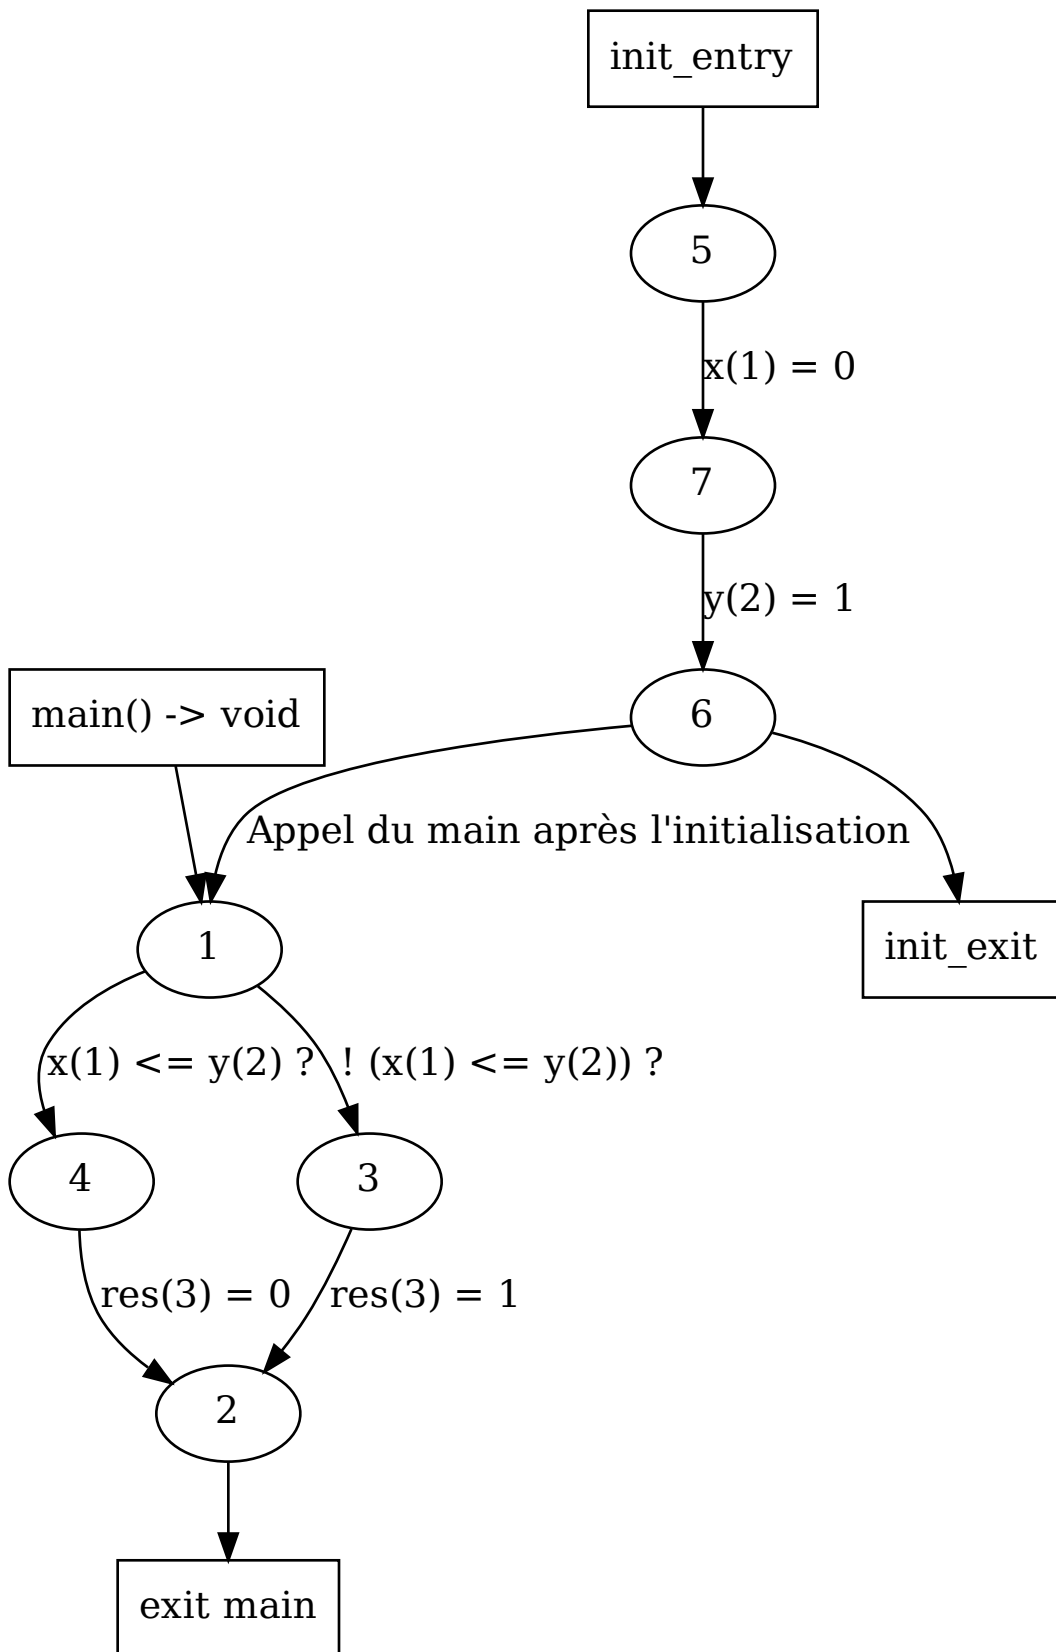 init_entry
5
x(1) = 0
7
y(2) = 1
main() -> void
6
Appel du main après l'initialisation
1
init_exit
x(1) <= y(2) ?
! (x(1) <= y(2)) ?
4
3
res(3) = 0
res(3) = 1
2
exit main